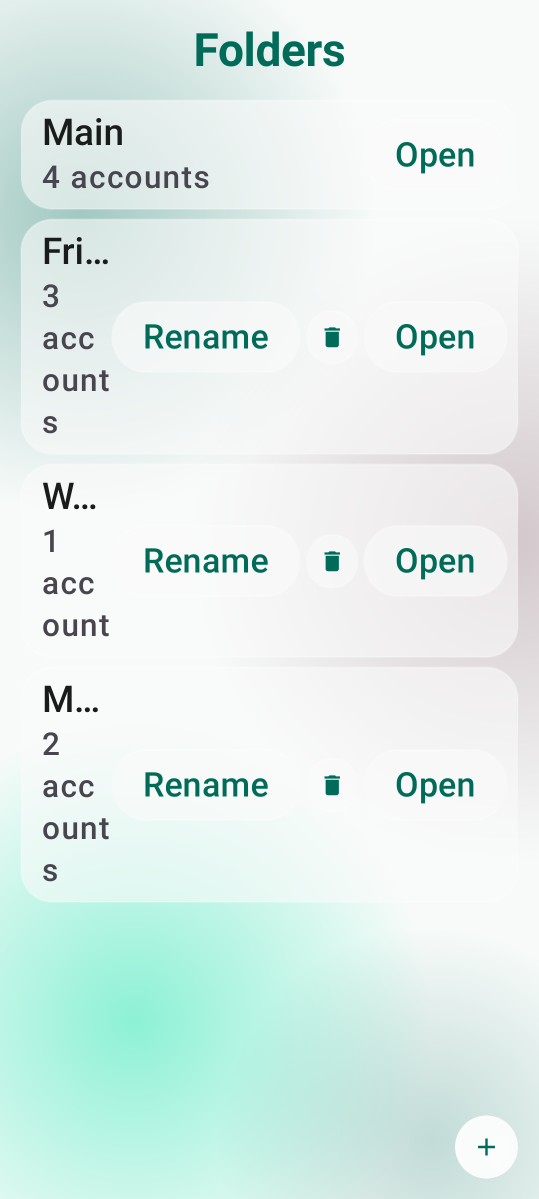 Folders
Main
4 accounts
Open
Fri...
3
acc
ount
s
Rename
Open
W...
1
acc
ount
Rename
Open
M...
2
acc
ount
s
Rename
Open
+